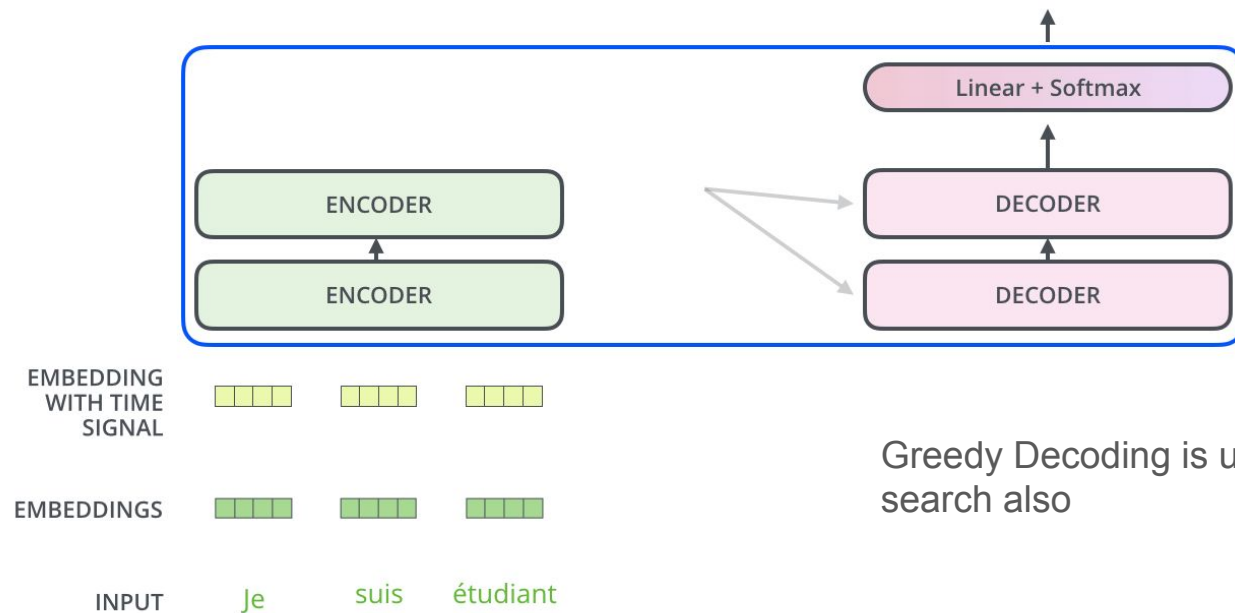 Linear + Softmax
ENCODER
DECODER
ENCODER
DECODER
EMBEDDING
WITH TIME
SIGNAL
Greedy Decoding is
search also
EMBEDDINGS
INPUT
Je suis étudiant